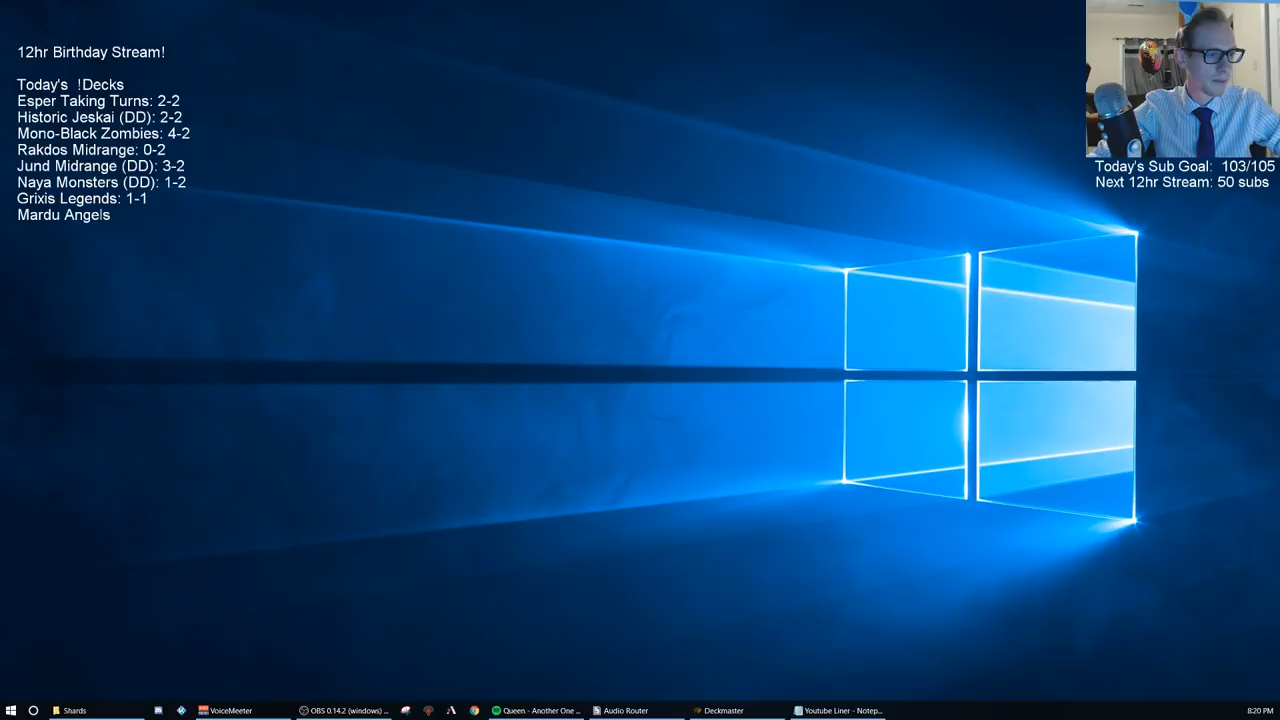 12hr Birthday Stream!
Today's !Decks
Esper Taking Turns: 2-2
Historic Jeskai (DD): 2-2
Mono-Black Zombies: 4-2
Rakdos Midrange: 0-2
Jund Midrange (DD): 3-2
Naya Monsters (DD): 1-2
Grixis Legends: 1-1
Mardu Angels
Today's Sub Goal: 103/105
Next 12hr Stream: 50 subs
Shards
VoiceMeeter
OBS 0.14.2 (windows) ...
Queen - Another One ...
Audio Router
Deckmaster
Youtube Liner - Notep...
8:20 PM